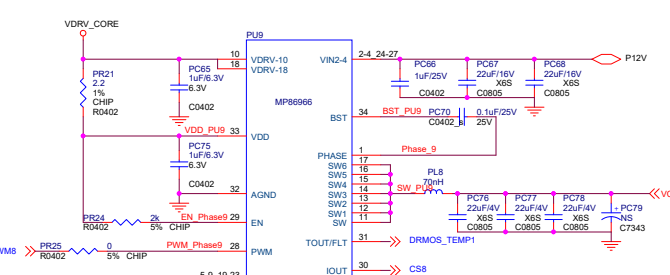 VDRV_CORE
PU9
10 VDRV-10 VIN2-4 2-4_24-27 P12V
18 VDRV-18
PC65
1uF/6.3V
6.3V
C0402
PC66
1uF/25V
C0402
PC67
22uF/16V
X6S
C0805
PC68
22uF/16V
X6S
C0805
PR21
2.2
1%
CHIP
R0402
MP86966
BST 34 BST_PU9 PC70 0.1uF/25V
C0402_s 25V
VDD_PU9 33 VDD
PC75
1uF/6.3V
6.3V
C0402
PHASE 1 Phase_9
SW6 17
SW5 16
SW4 15
SW3 14 SW_PU9
SW2 13
SW1 12
SW 11
PL8
70nH
32 AGND
PC76
22uF/4V
X6S
C0805
PC77
22uF/4V
X6S
C0805
PC78
22uF/4V
X6S
C0805
+ PC79
NS
C7343
PR24 2k EN_Phase9 29 EN
R0402 5% CHIP
TOUT/FLT 31 DRMOS_TEMP1
PR25 0 PWM_Phase9 28 PWM
R0402 5% CHIP
IOUT 30 CS8